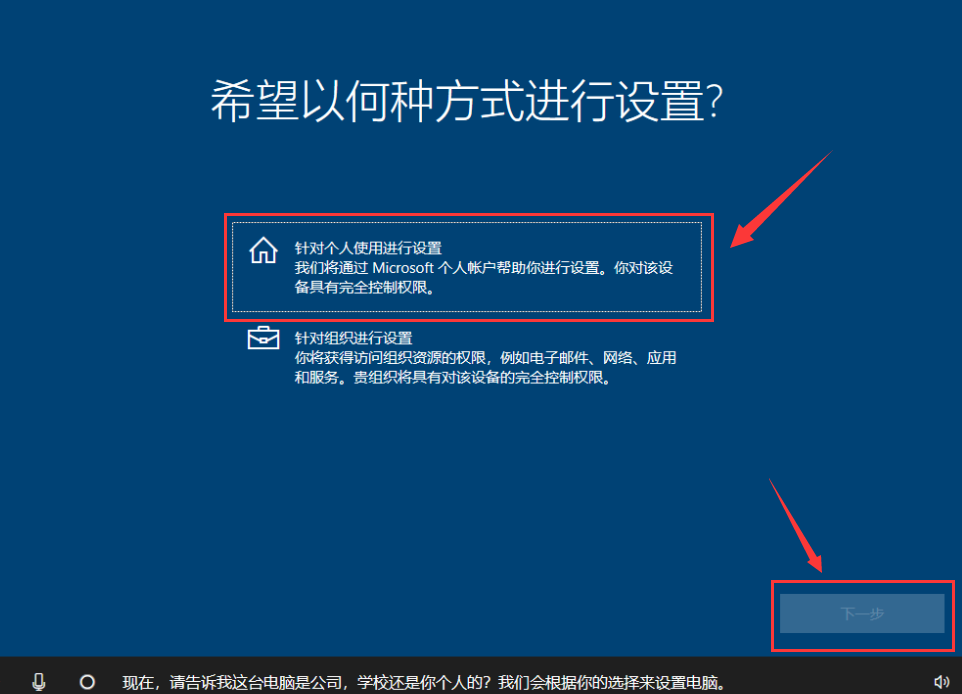 希望以何种方式进行设置?
针对个人使用进行设置
我们将通过 Microsoft 个人帐户帮助你进行设置。你对该设
备具有完全控制权限。
针对组织进行设置
你将获得访问组织资源的权限，例如电子邮件、网络、应用
和服务。贵组织将具有对该设备的完全控制权限。
下一步
现在，请告诉我这台电脑是公司，学校还是你个人的？我们会根据你的选择来设置电脑。